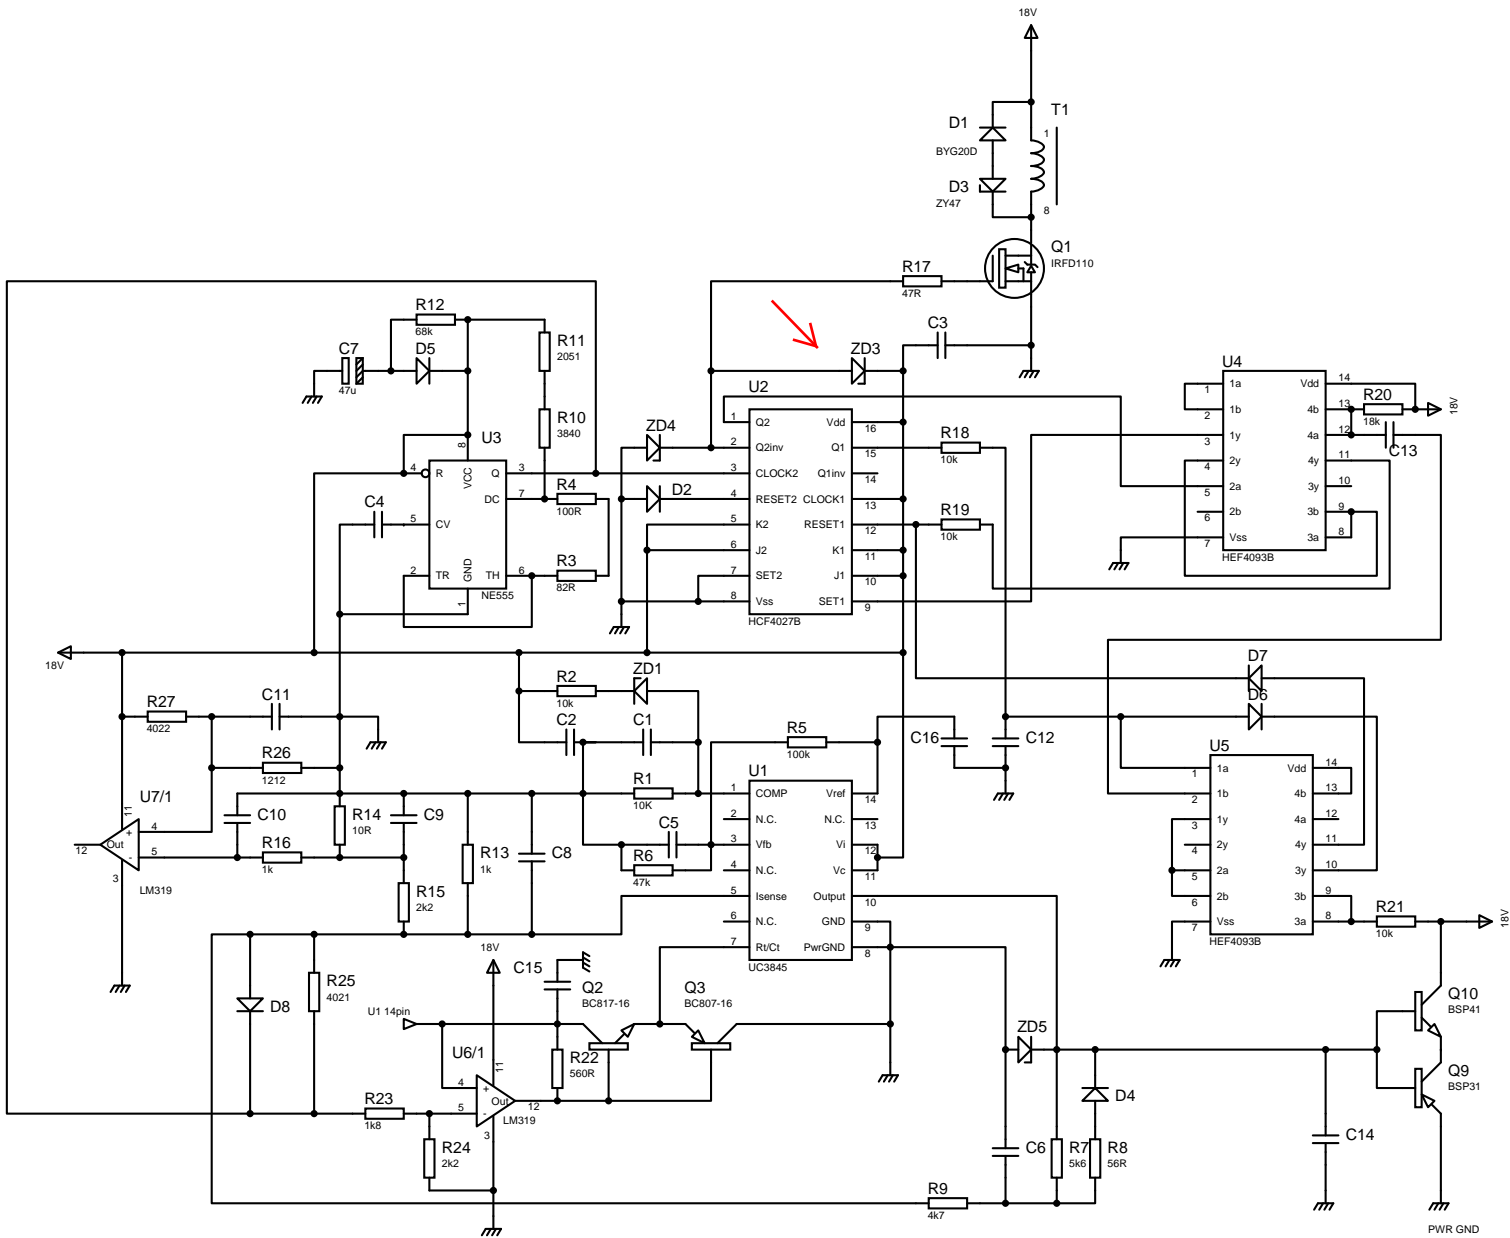 18V
D1
BYG20D
T1
1
D3
ZY47
8
Q1
IRFD110
R17
47R
R12
68k
C7
47u
D5
R11
2051
R10
3840
C3
ZD3
U2
ZD4
D2
U3
8
VCC
4
R
Q
3
DC
7
R4
100R
C4
5
CV
GND
2
TR
TH
6
R3
82R
1
NE555
1
Q2
Vdd
16
2
Q2inv
Q1
15
3
CLOCK2
Q1inv
14
4
RESET2
CLOCK1
13
5
K2
RESET1
12
6
J2
K1
11
7
SET2
J1
10
8
Vss
SET1
9
HCF4027B
R18
10k
R19
10k
U4
1
1a
Vdd
14
2
1b
4b
13
3
1y
4a
12
4
2y
4y
11
5
2a
3y
10
6
2b
3b
9
7
Vss
3a
8
HEF4093B
R20
18k
18V
C13
18V
R27
4022
C11
R26
1212
U7/1
11
4
+
Out
12
-
5
3
LM319
C10
R16
1k
R14
10R
C9
R15
2k2
R13
1k
C8
R2
10k
ZD1
C2
C1
R1
10K
C5
R6
47k
R5
100k
C16
C12
U1
1
COMP
Vref
14
2
N.C.
N.C.
13
3
Vfb
Vi
12
4
N.C.
Vc
11
5
Isense
Output
10
6
N.C.
GND
9
7
Rt/Ct
PwrGND
8
UC3845
D7
D6
U5
1
1a
Vdd
14
2
1b
4b
13
3
1y
4a
12
4
2y
4y
11
5
2a
3y
10
6
2b
3b
9
7
Vss
3a
8
HEF4093B
R21
10k
18V
D8
R25
4021
18V
C15
U1 14pin
Q2
BC817-16
Q3
BC807-16
R22
560R
U6/1
11
4
+
Out
12
5
-
3
LM319
R23
1k8
R24
2k2
ZD5
D4
C6
R7
5k6
R8
56R
R9
4k7
C14
Q10
BSP41
Q9
BSP31
PWR GND